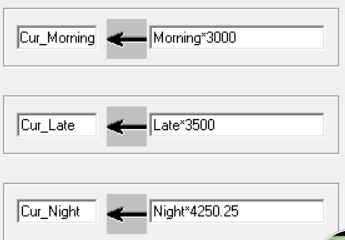 Cur_Morning Morning*3000
Cur_Late Late*3500
Cur_Night Night*4250.25